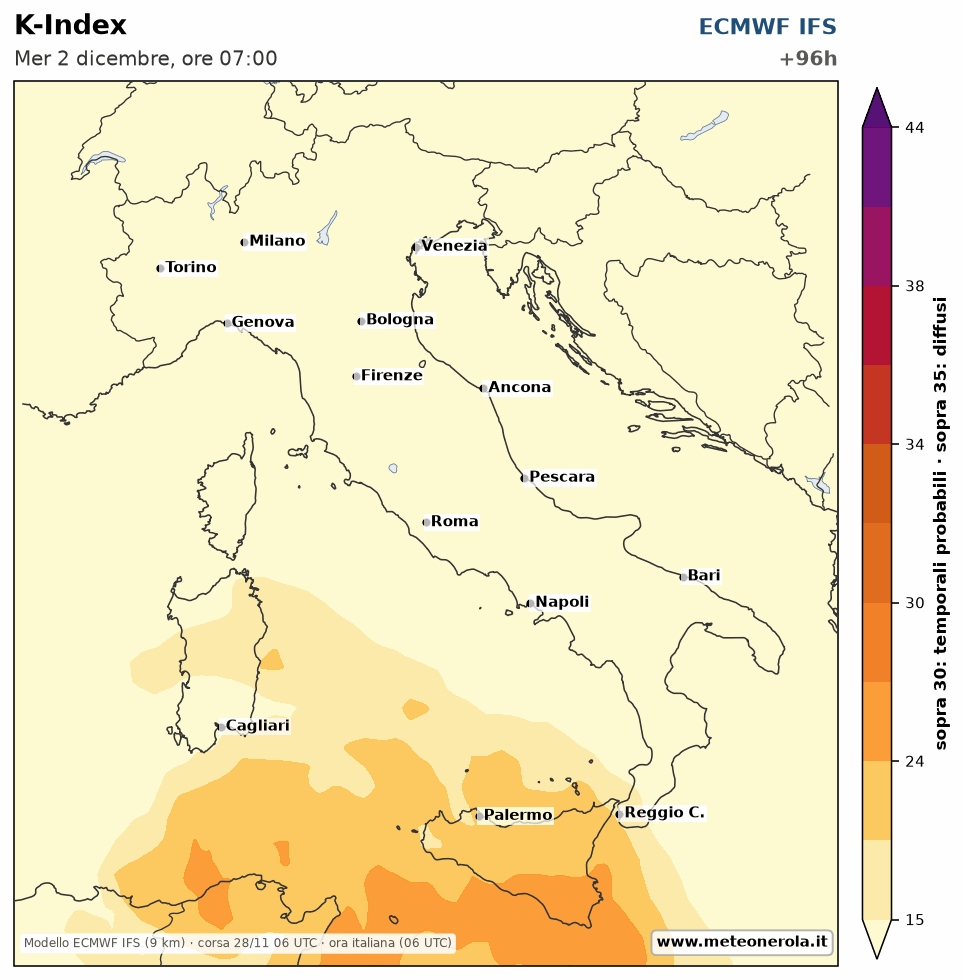 K-Index
ECMWF IFS
Mer 2 dicembre, ore 07:00
+96h
44
38
34
30
24
15
sopra 30: temporali probabili · sopra 35: diffusi
Milano
Venezia
Torino
Genova
Bologna
Firenze
Ancona
Pescara
Roma
Bari
Napoli
Cagliari
Palermo
Reggio C.
Modello ECMWF IFS (9 km) · corsa 28/11 06 UTC · ora italiana (06 UTC)
www.meteonerola.it